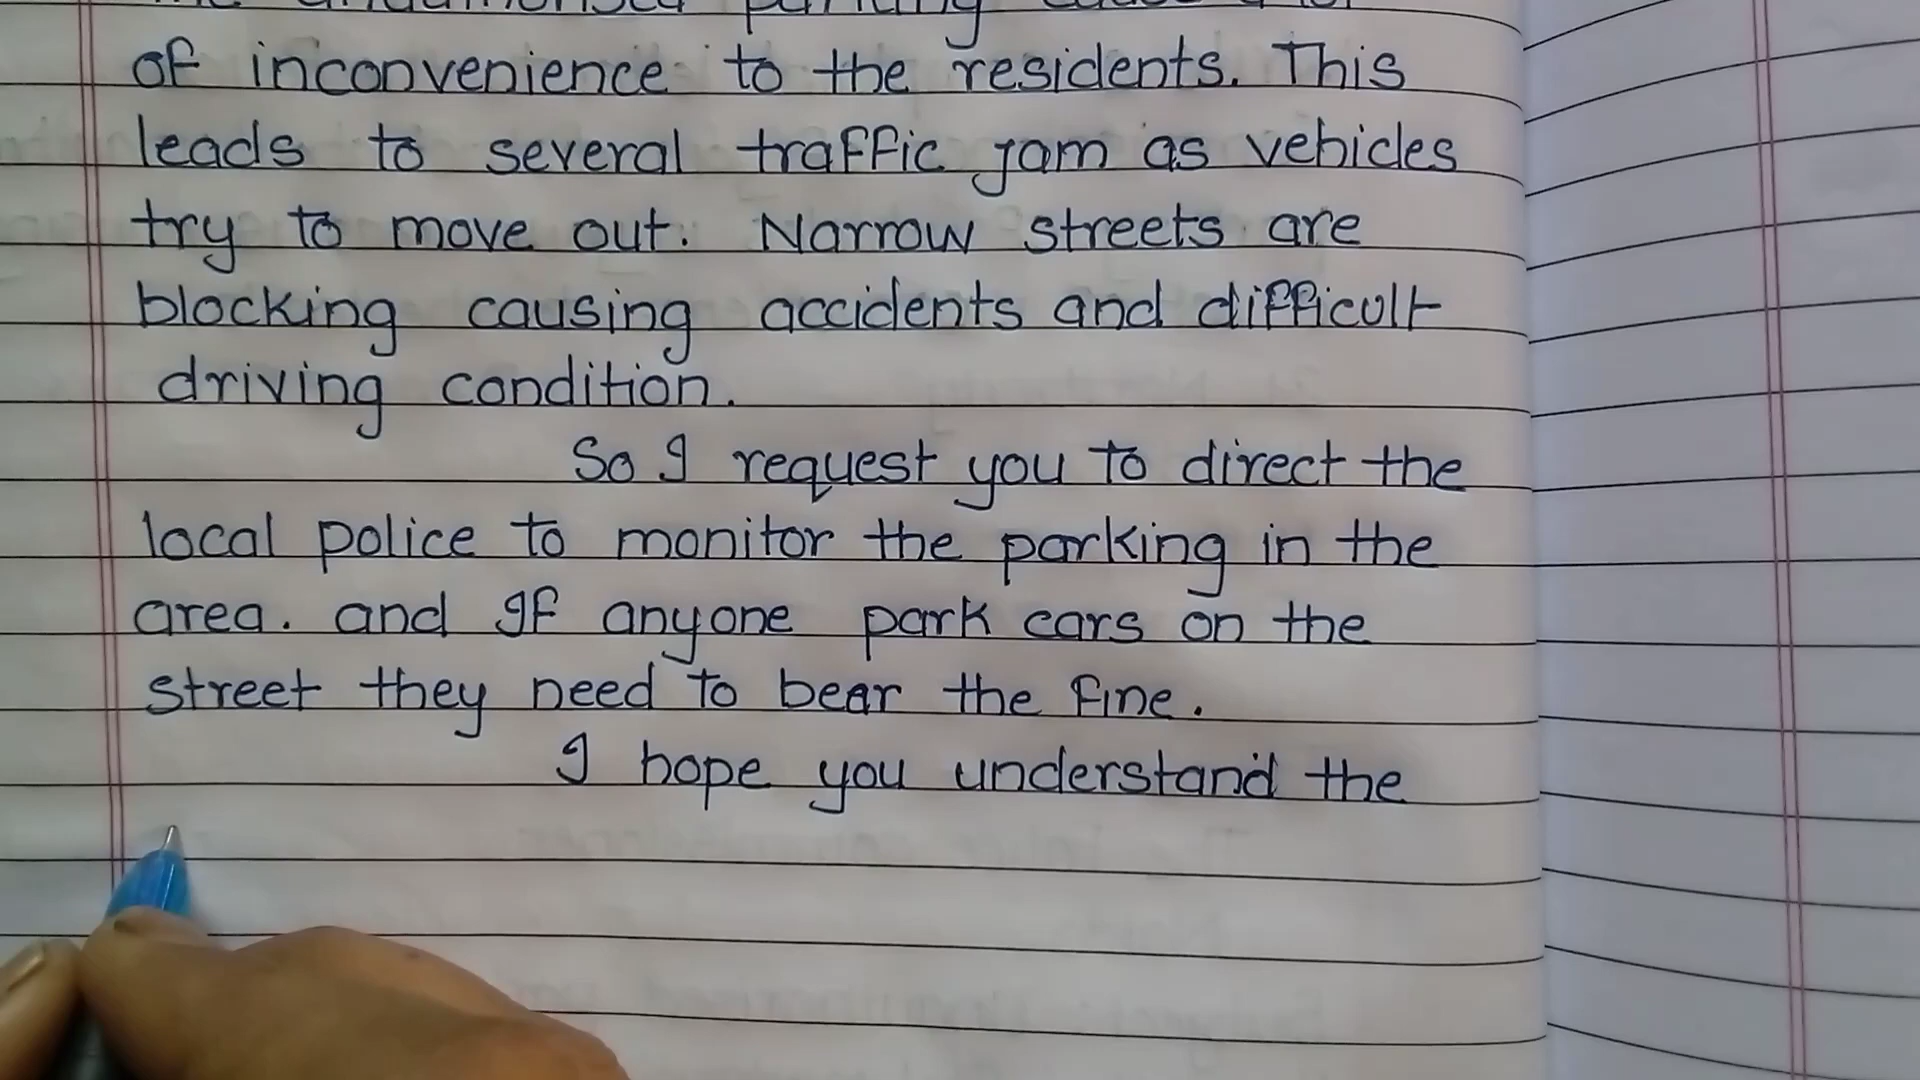 unauthorised parking
of inconvenience to the residents. This
leads to several traffic jam as vehicles
try to move out. Narrow streets are
blocking causing accidents and difficult
driving condition.
So I request you to direct the
local police to monitor the parking in the
area. and If anyone park cars on the
street they need to bear the fine.
I hope you understand the